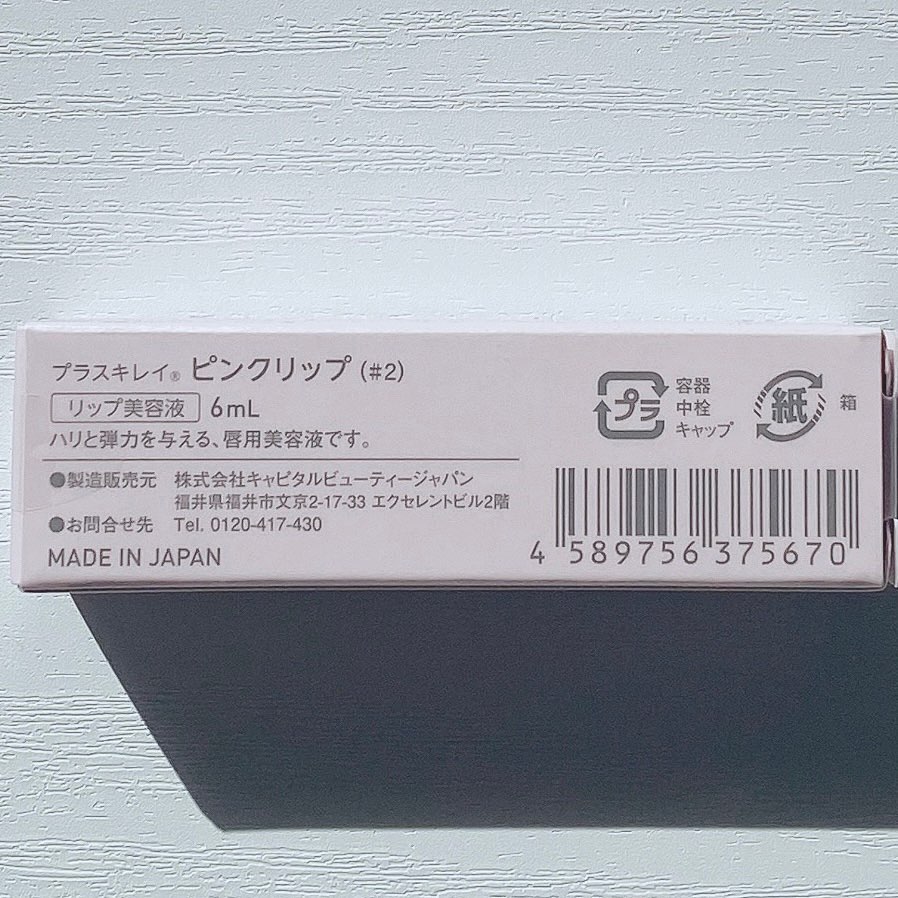 プラスキレイ® ピンクリップ (#2)
リップ美容液 6mL
ハリと弾力を与える、唇用美容液です。
●製造販売元 株式会社キャピタルビューティージャパン
福井県福井市文京2-17-33 エクセレントビル2階
●お問合せ先 Tel. 0120-417-430
MADE IN JAPAN
プラ
容器
中栓
キャップ
紙
箱
4 589756 375670